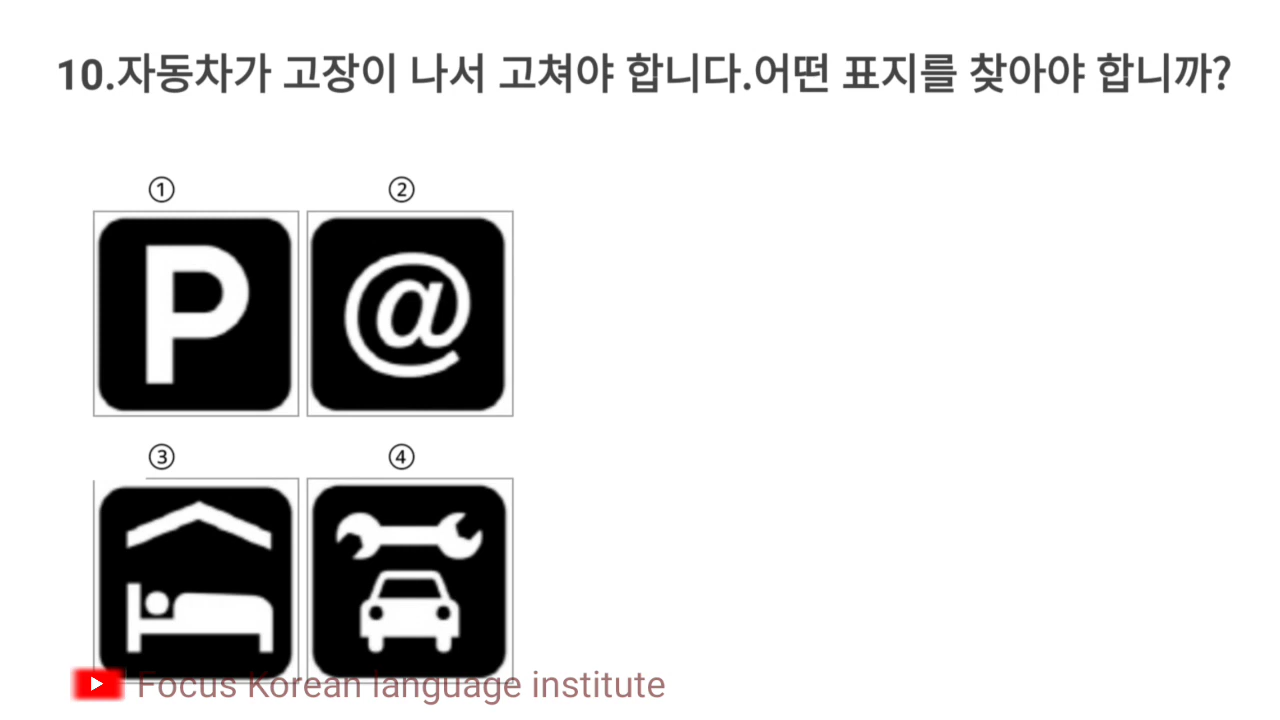 10.자동차가 고장이 나서 고쳐야 합니다.어떤 표지를 찾아야 합니까?
① ②
P @
③ ④
Focus Korean language institute